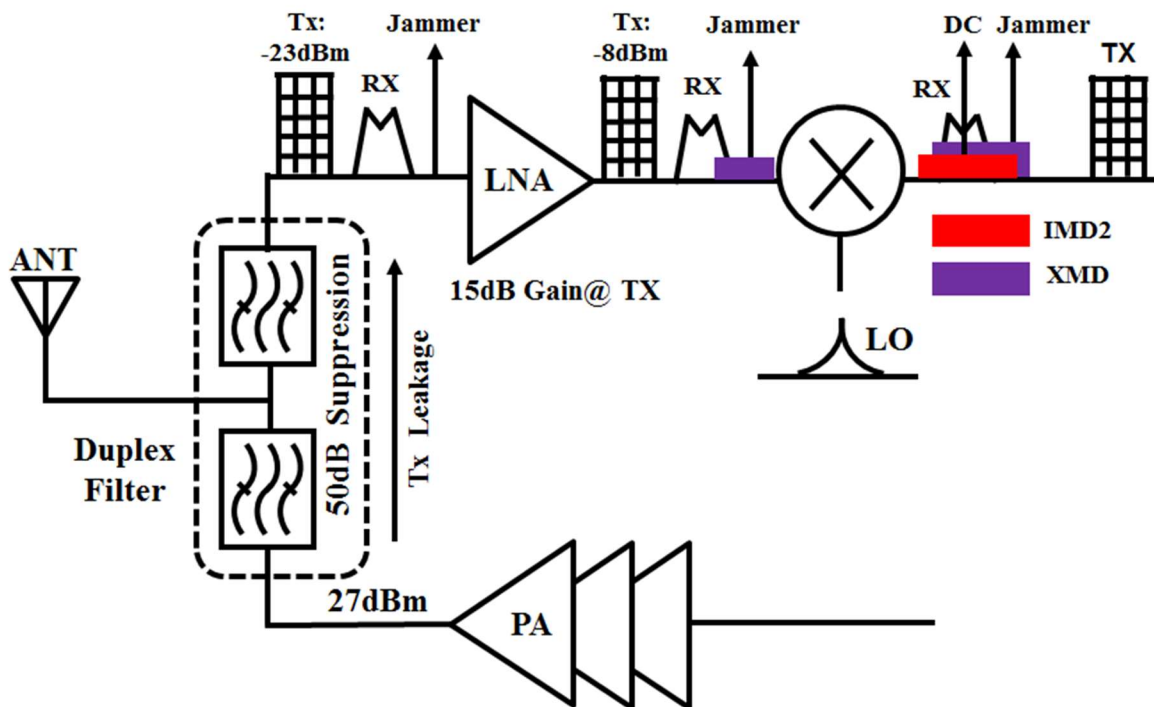 Tx:
-23dBm
Jammer
RX
LNA
15dB Gain@ TX
Tx:
-8dBm
Jammer
RX
DC
Jammer
RX
TX
IMD2
XMD
LO
ANT
Duplex
Filter
50dB Suppression
Tx Leakage
27dBm
PA